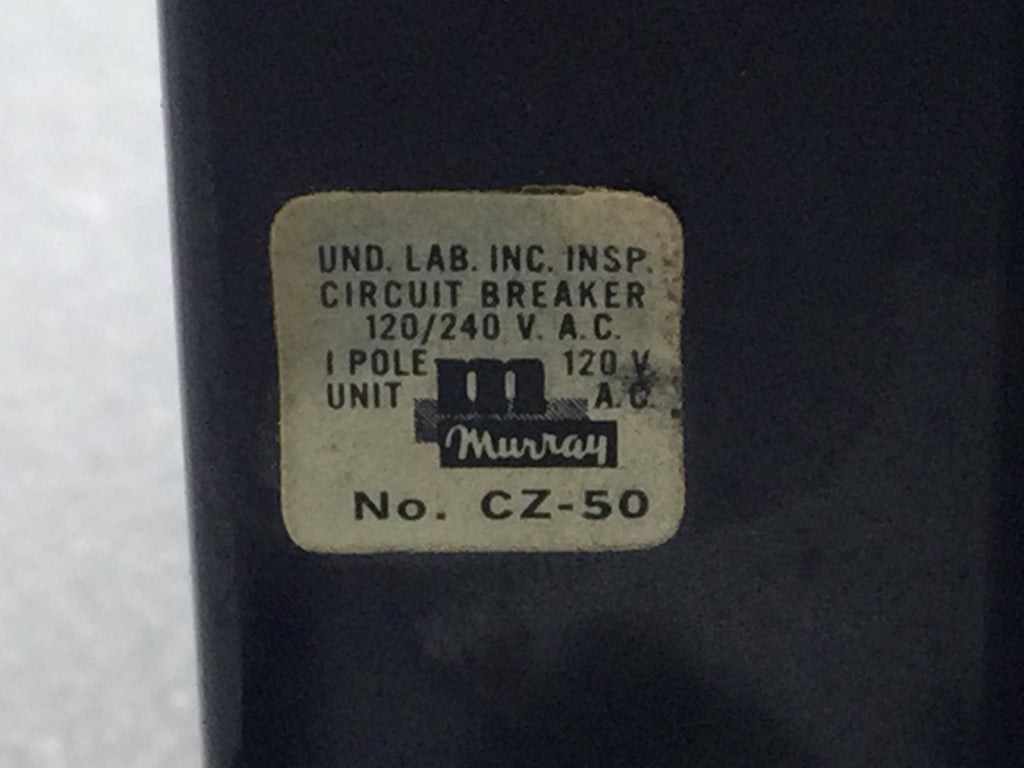 UND. LAB. INC. INSP.
CIRCUIT BREAKER
120/240 V. A.C.
1 POLE m 120 V.
UNIT A.C.
Murray
No. CZ-50